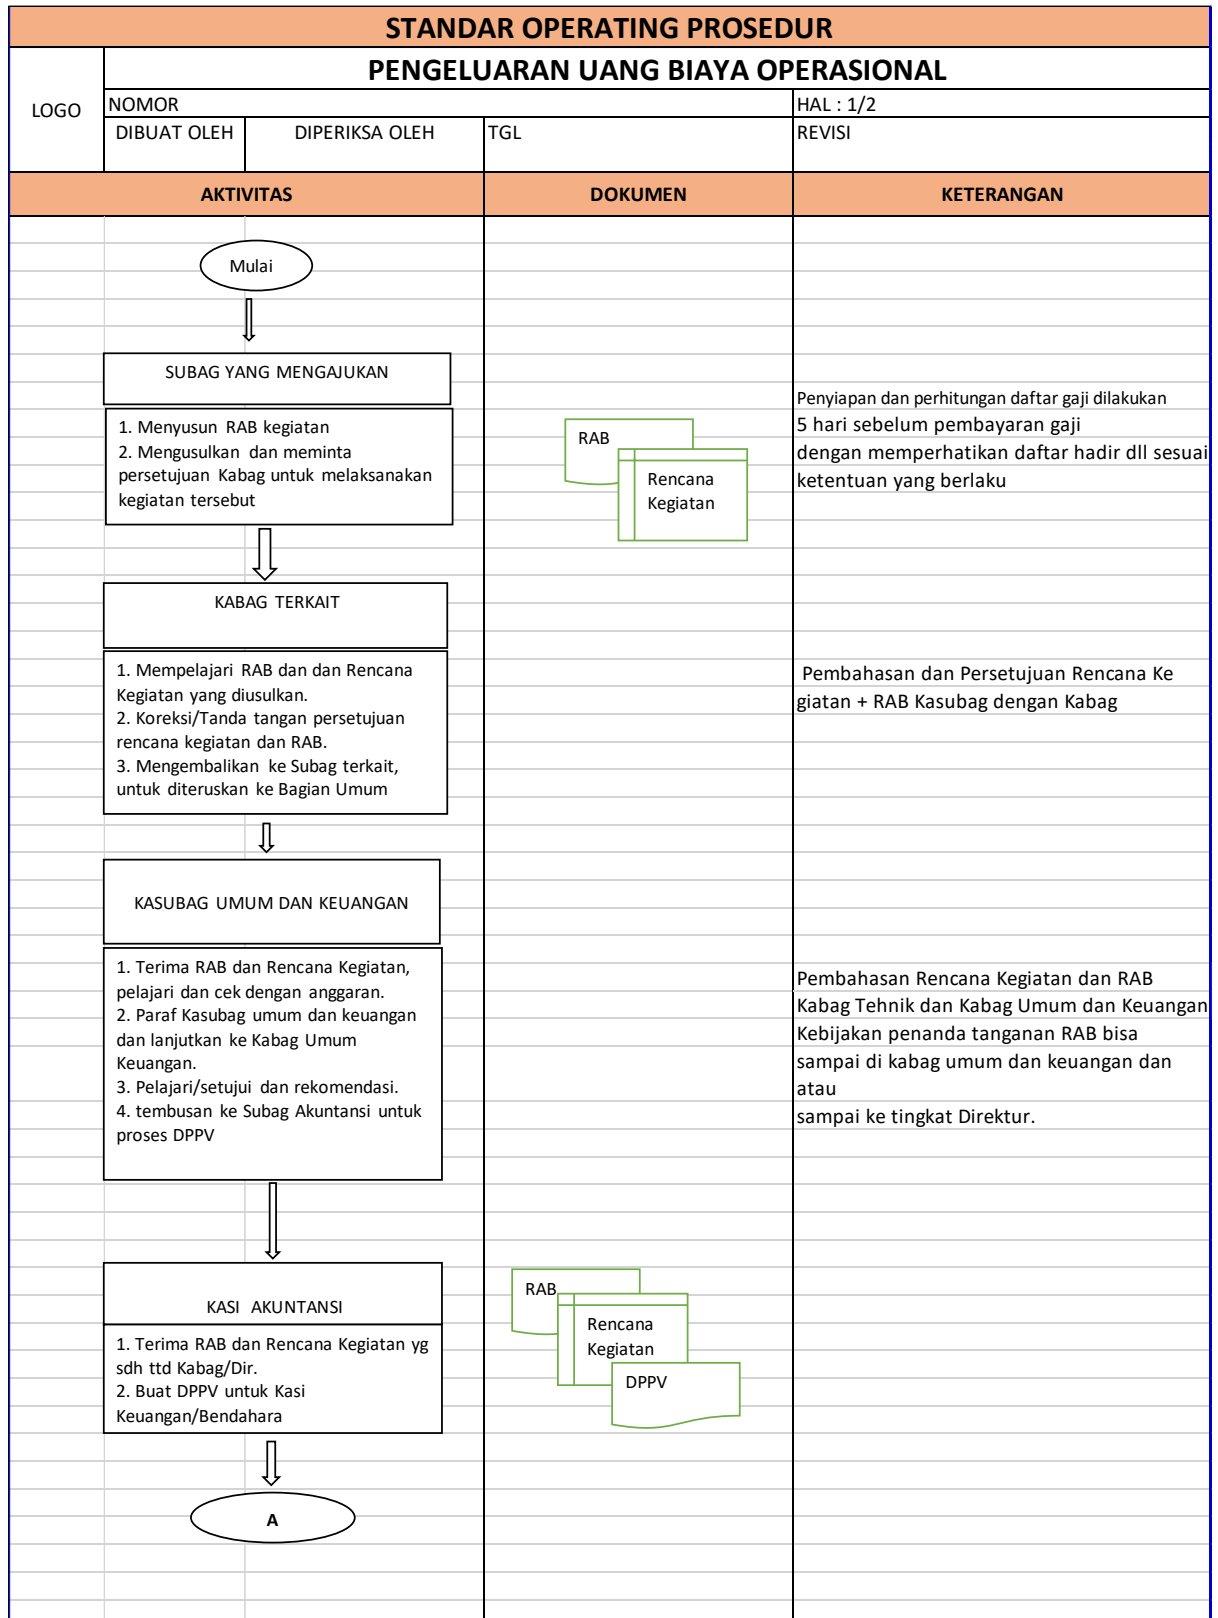 STANDAR OPERATING PROSEDUR
PENGELUARAN UANG BIAYA OPERASIONAL
LOGO
NOMOR
HAL : 1/2
DIBUAT OLEH
DIPERIKSA OLEH
TGL
REVISI
AKTIVITAS
DOKUMEN
KETERANGAN
Mulai
SUBAG YANG MENGAJUKAN
1. Menyusun RAB kegiatan
2. Mengusulkan dan meminta
persetujuan Kabag untuk melaksanakan
kegiatan tersebut
RAB
Rencana
Kegiatan
Penyiapan dan perhitungan daftar gaji dilakukan
5 hari sebelum pembayaran gaji
dengan memperhatikan daftar hadir dll sesuai
ketentuan yang berlaku
KABAG TERKAIT
1. Mempelajari RAB dan dan Rencana
Kegiatan yang diusulkan.
2. Koreksi/Tanda tangan persetujuan
rencana kegiatan dan RAB.
3. Mengembalikan ke Subag terkait,
untuk diteruskan ke Bagian Umum
Pembahasan dan Persetujuan Rencana Ke
giatan + RAB Kasubag dengan Kabag
KASUBAG UMUM DAN KEUANGAN
1. Terima RAB dan Rencana Kegiatan,
pelajari dan cek dengan anggaran.
2. Paraf Kasubag umum dan keuangan
dan lanjutkan ke Kabag Umum
Keuangan.
3. Pelajari/setujui dan rekomendasi.
4. tembusan ke Subag Akuntansi untuk
proses DPPV
Pembahasan Rencana Kegiatan dan RAB
Kabag Tehnik dan Kabag Umum dan Keuangan
Kebijakan penanda tanganan RAB bisa
sampai di kabag umum dan keuangan dan
atau
sampai ke tingkat Direktur.
KASI AKUNTANSI
1. Terima RAB dan Rencana Kegiatan yg
sdh ttd Kabag/Dir.
2. Buat DPPV untuk Kasi
Keuangan/Bendahara
RAB
Rencana
Kegiatan
DPPV
A